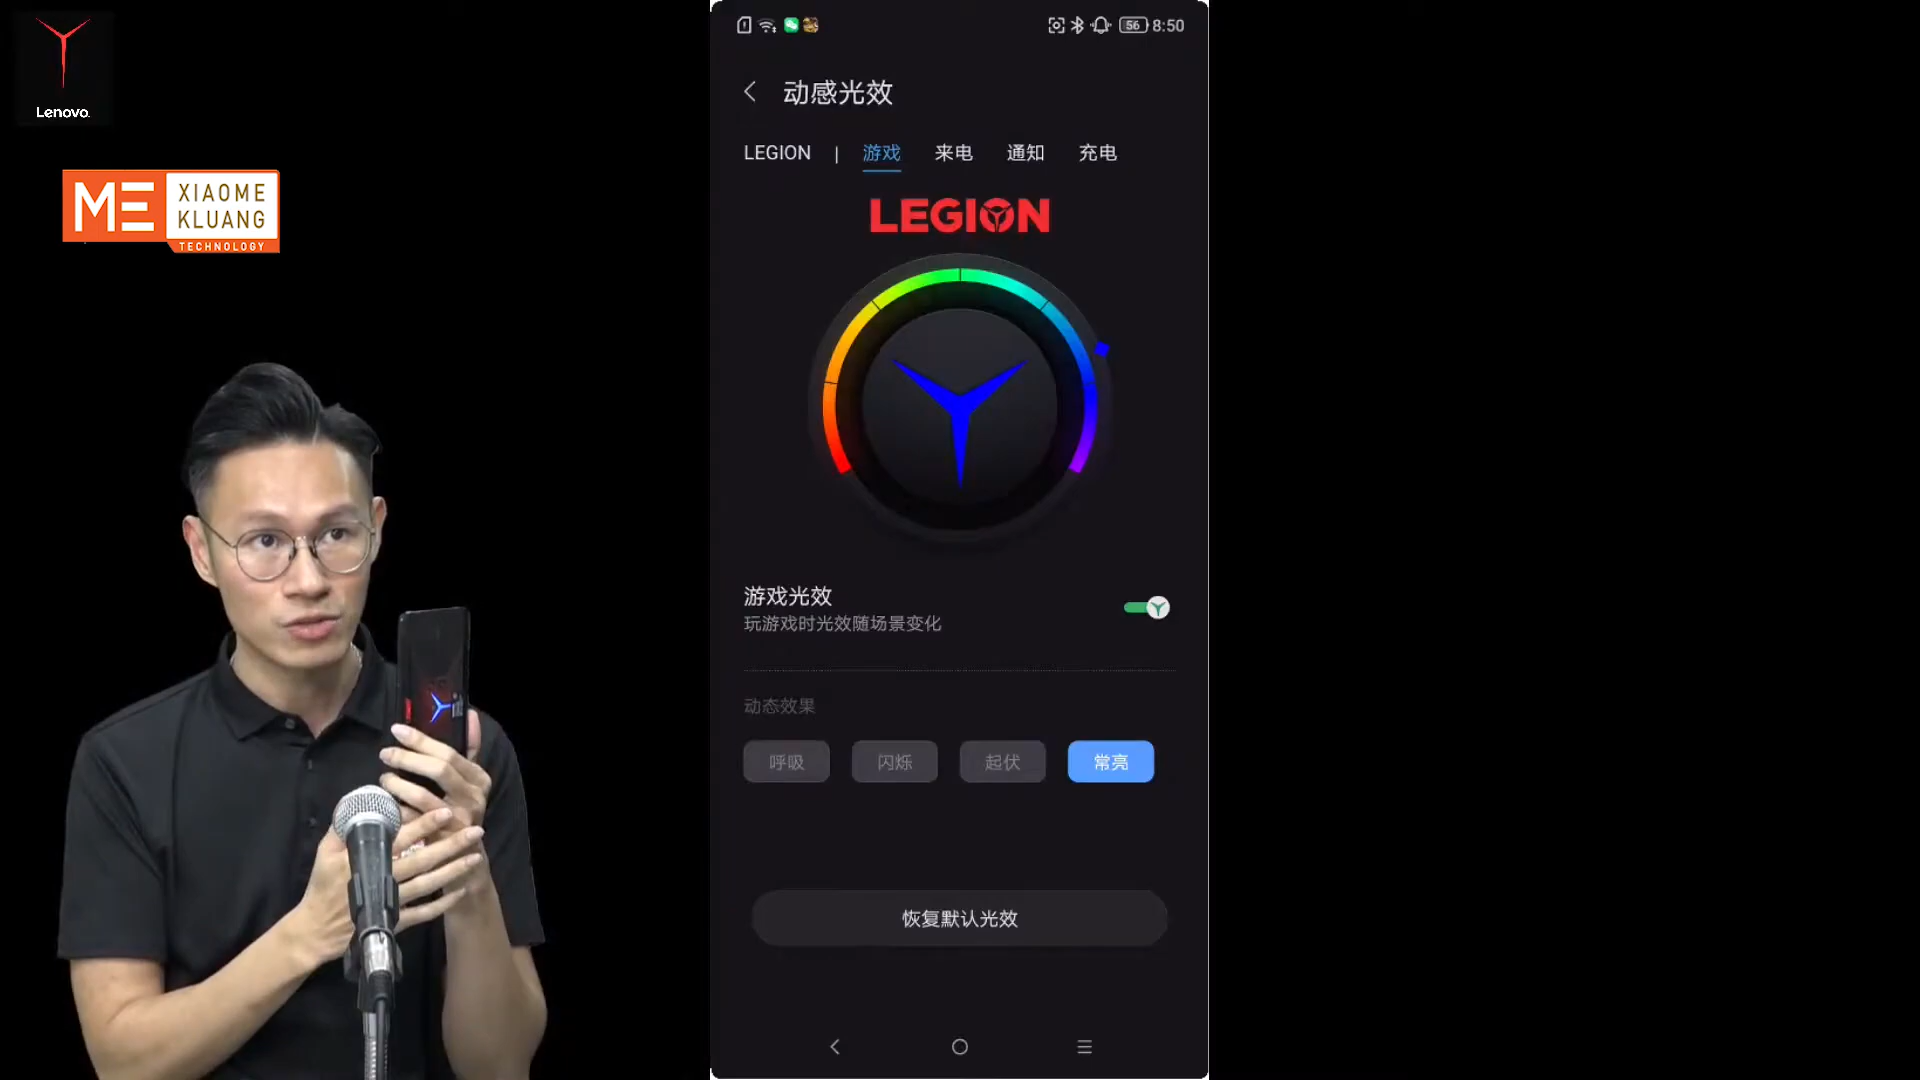 Lenovo.
ME XIAOME
KLUANG
TECHNOLOGY
56 8:50
动感光效
LEGION | 游戏 来电 通知 充电
LEGION
游戏光效
玩游戏时光效随场景变化
动态效果
呼吸 闪烁 起伏 常亮
恢复默认光效